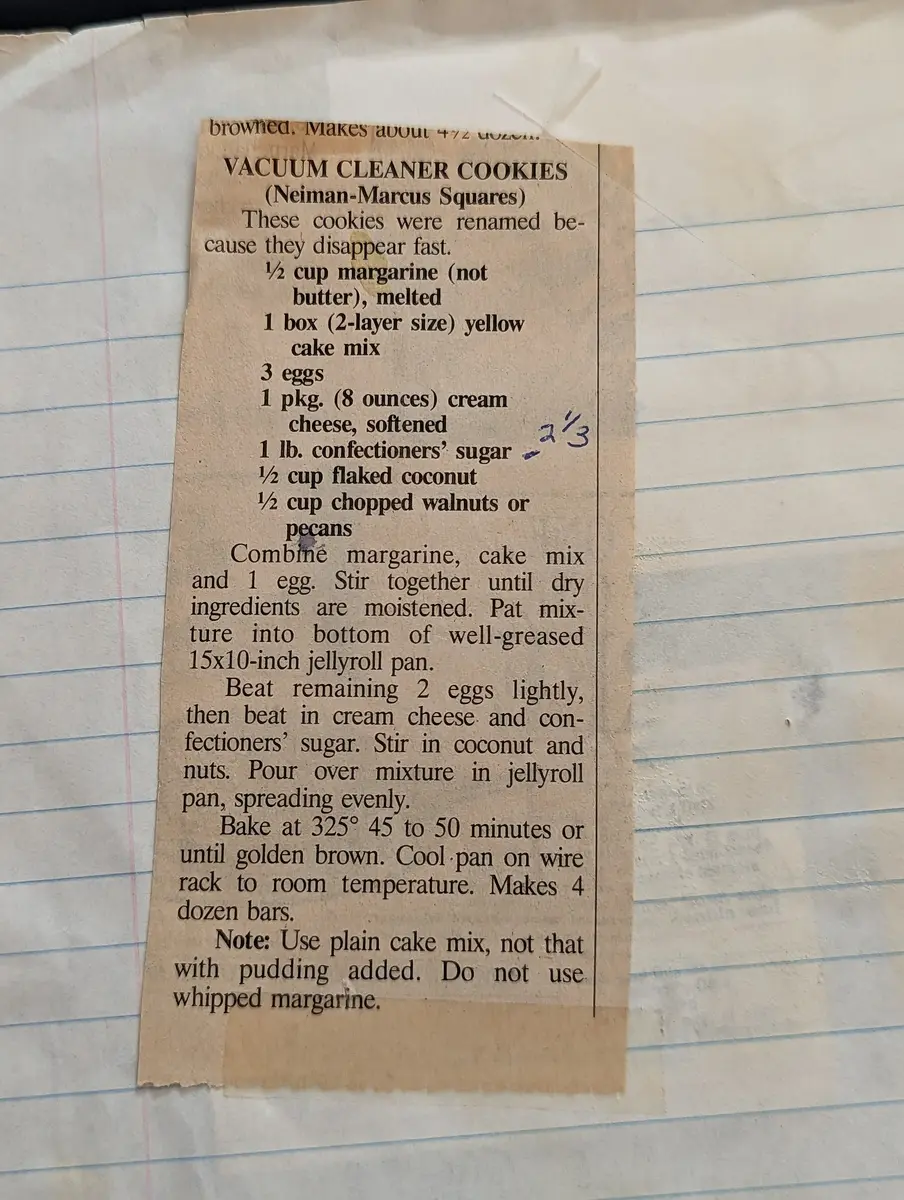 browned. Makes about 4½ dozen.
VACUUM CLEANER COOKIES
(Neiman-Marcus Squares)
These cookies were renamed be-
cause they disappear fast.
½ cup margarine (not
butter), melted
1 box (2-layer size) yellow
cake mix
3 eggs
1 pkg. (8 ounces) cream
cheese, softened
1 lb. confectioners' sugar - 2 1/3
½ cup flaked coconut
½ cup chopped walnuts or
pecans
Combine margarine, cake mix
and 1 egg. Stir together until dry
ingredients are moistened. Pat mix-
ture into bottom of well-greased
15x10-inch jellyroll pan.
Beat remaining 2 eggs lightly,
then beat in cream cheese and con-
fectioners' sugar. Stir in coconut and
nuts. Pour over mixture in jellyroll
pan, spreading evenly.
Bake at 325° 45 to 50 minutes or
until golden brown. Cool pan on wire
rack to room temperature. Makes 4
dozen bars.
Note: Use plain cake mix, not that
with pudding added. Do not use
whipped margarine.